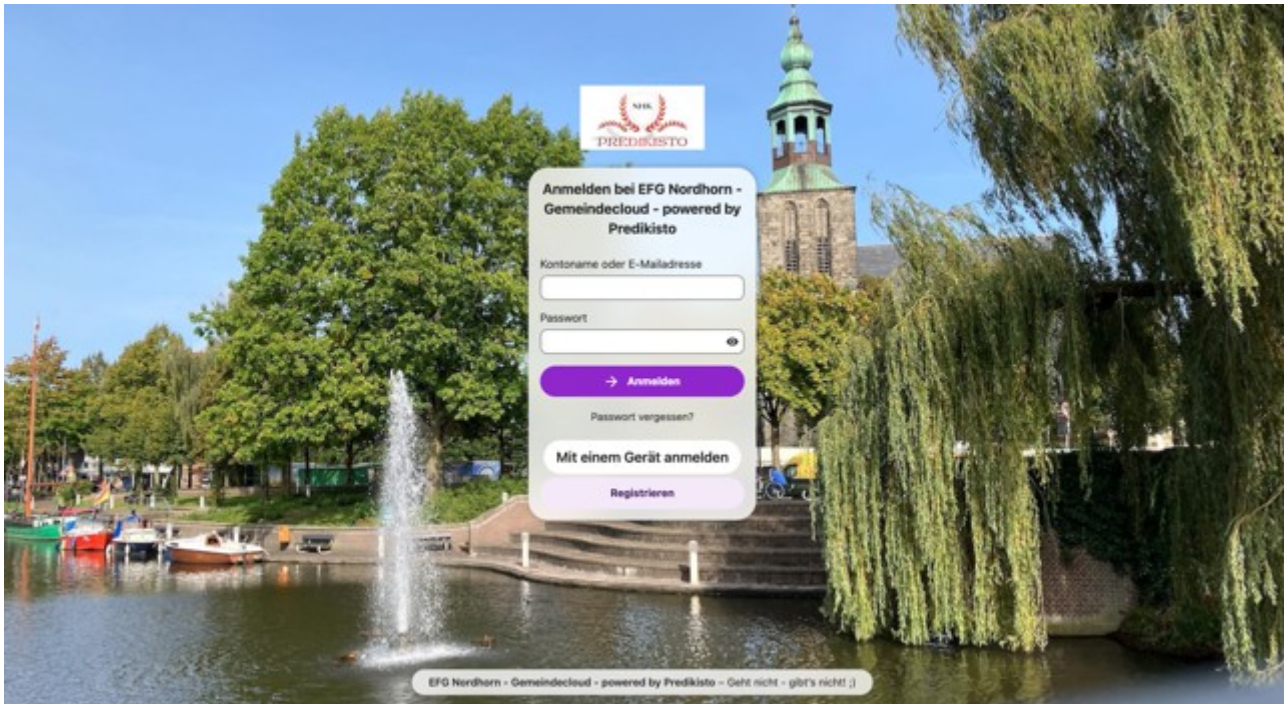 NHK
PREDIKISTO
Anmelden bei EFG Nordhorn -
Gemeindecloud - powered by
Predikisto
Kontoname oder E-Mailadresse
Passwort
→ Anmelden
Passwort vergessen?
Mit einem Gerät anmelden
Registrieren
EFG Nordhorn - Gemeindecloud - powered by Predikisto – Geht nicht - gibt's nicht! ;)